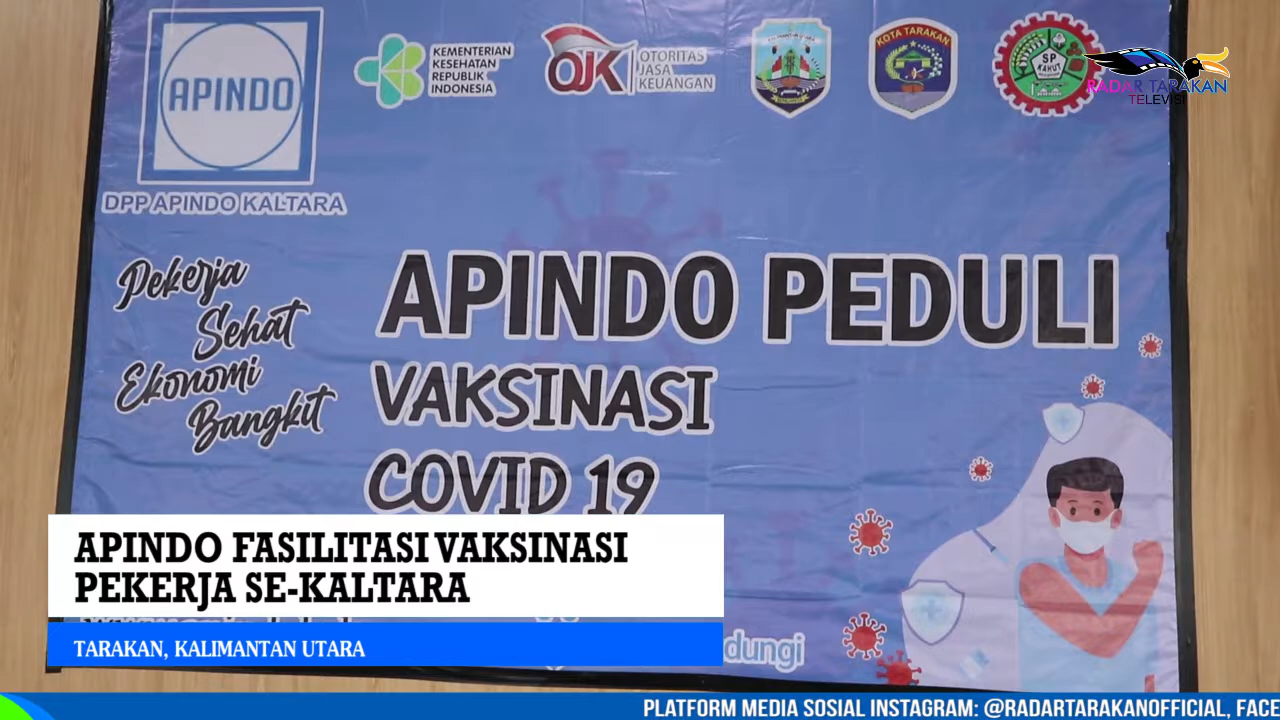 APINDO
DPP APINDO KALTARA
KEMENTERIAN
KESEHATAN
REPUBLIK
INDONESIA
OJK
OTORITAS
JASA
KEUANGAN
KOTA TARAKAN
SP
KAHUT
RADAR TARAKAN
TELEVISI
Pekerja
Sehat
Ekonomi
Bangkit
APINDO PEDULI
VAKSINASI
COVID 19
APINDO FASILITASI VAKSINASI
PEKERJA SE-KALTARA
TARAKAN, KALIMANTAN UTARA
dungi
PLATFORM MEDIA SOSIAL INSTAGRAM: @RADARTARAKANOFFICIAL, FACE